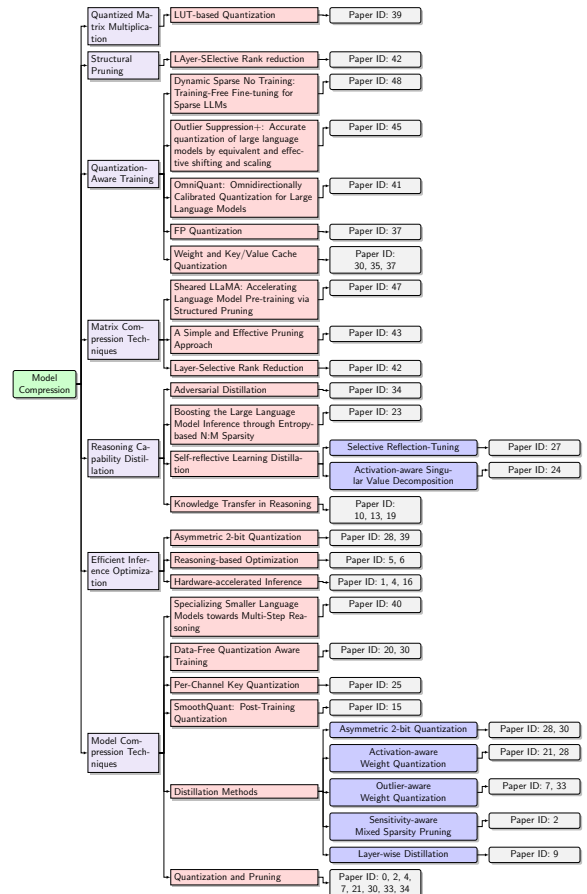 Quantized Ma-
trix Multiplica-
tion
LUT-based Quantization
Paper ID: 39
Structural
Pruning
LAyer-SElective Rank reduction
Paper ID: 42
Dynamic Sparse No Training:
Training-Free Fine-tuning for
Sparse LLMs
Paper ID: 48
Outlier Suppression+: Accurate
quantization of large language
models by equivalent and effec-
tive shifting and scaling
Paper ID: 45
Quantization-
Aware Training
OmniQuant: Omnidirectionally
Calibrated Quantization for Large
Language Models
Paper ID: 41
FP Quantization
Paper ID: 37
Weight and Key/Value Cache
Quantization
Paper ID:
30, 35, 37
Sheared LLaMA: Accelerating
Language Model Pre-training via
Structured Pruning
Paper ID: 47
Matrix Com-
pression Tech-
niques
A Simple and Effective Pruning
Approach
Paper ID: 43
Layer-Selective Rank Reduction
Paper ID: 42
Model
Compression
Adversarial Distillation
Paper ID: 34
Boosting the Large Language
Model Inference through Entropy-
based N:M Sparsity
Paper ID: 23
Reasoning Ca-
pability Distil-
lation
Self-reflective Learning Distilla-
tion
Selective Reflection-Tuning
Paper ID: 27
Activation-aware Singu-
lar Value Decomposition
Paper ID: 24
Knowledge Transfer in Reasoning
Paper ID:
10, 13, 19
Efficient Infer-
ence Optimiza-
tion
Asymmetric 2-bit Quantization
Paper ID: 28, 39
Reasoning-based Optimization
Paper ID: 5, 6
Hardware-accelerated Inference
Paper ID: 1, 4, 16
Specializing Smaller Language
Models towards Multi-Step Rea-
soning
Paper ID: 40
Data-Free Quantization Aware
Training
Paper ID: 20, 30
Per-Channel Key Quantization
Paper ID: 25
SmoothQuant: Post-Training
Quantization
Paper ID: 15
Model Com-
pression Tech-
niques
Distillation Methods
Asymmetric 2-bit Quantization
Paper ID: 28, 30
Activation-aware
Weight Quantization
Paper ID: 21, 28
Outlier-aware
Weight Quantization
Paper ID: 7, 33
Sensitivity-aware
Mixed Sparsity Pruning
Paper ID: 2
Layer-wise Distillation
Paper ID: 9
Quantization and Pruning
Paper ID: 0, 2, 4,
7, 21, 30, 33, 34